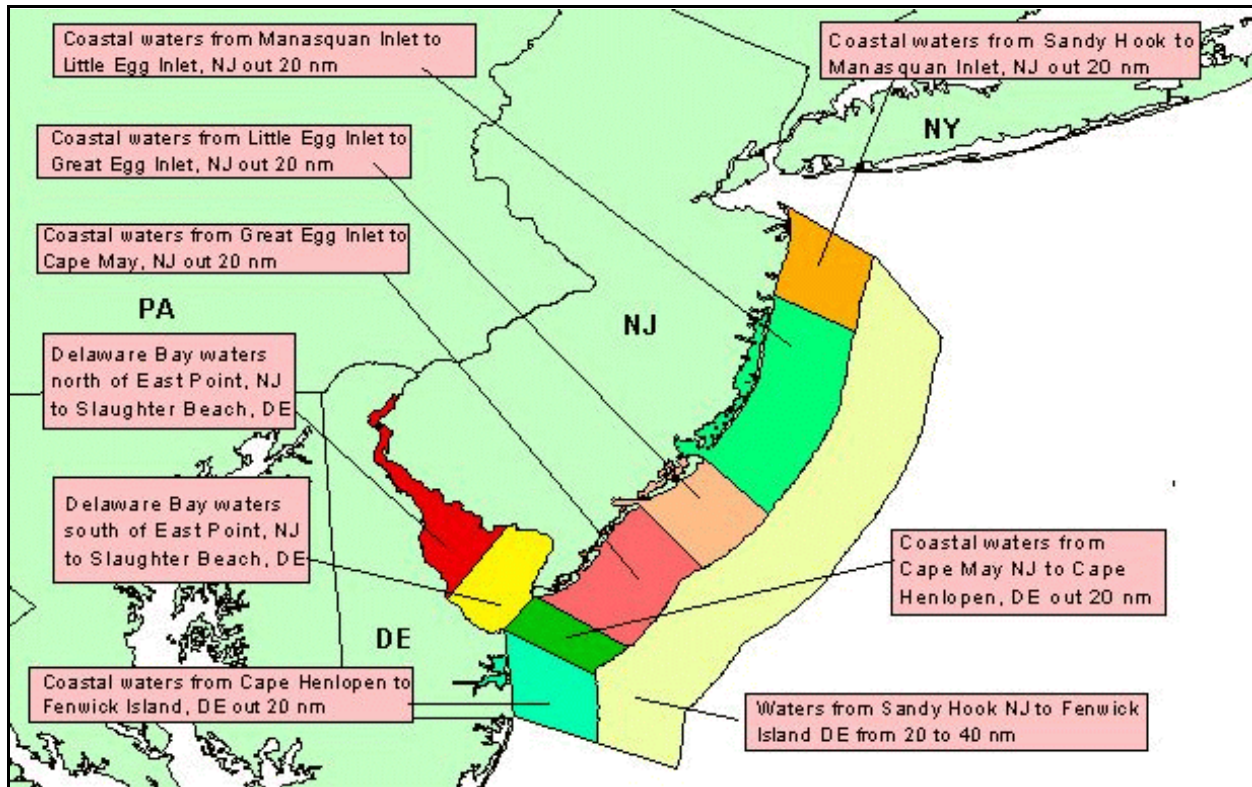 Coastal waters from Manasquan Inlet to
Little Egg Inlet, NJ out 20 nm
Coastal waters from Sandy Hook to
Manasquan Inlet, NJ out 20 nm
Coastal waters from Little Egg Inlet to
Great Egg Inlet, NJ out 20 nm
NY
Coastal waters from Great Egg Inlet to
Cape May, NJ out 20 nm
PA
NJ
Delaware Bay waters
north of East Point, NJ
to Slaughter Beach, DE
Delaware Bay waters
south of East Point, NJ
to Slaughter Beach, DE
Coastal waters from
Cape May NJ to Cape
Henlopen, DE out 20 nm
DE
Coastal waters from Cape Henlopen to
Fenwick Island, DE out 20 nm
Waters from Sandy Hook NJ to Fenwick
Island DE from 20 to 40 nm